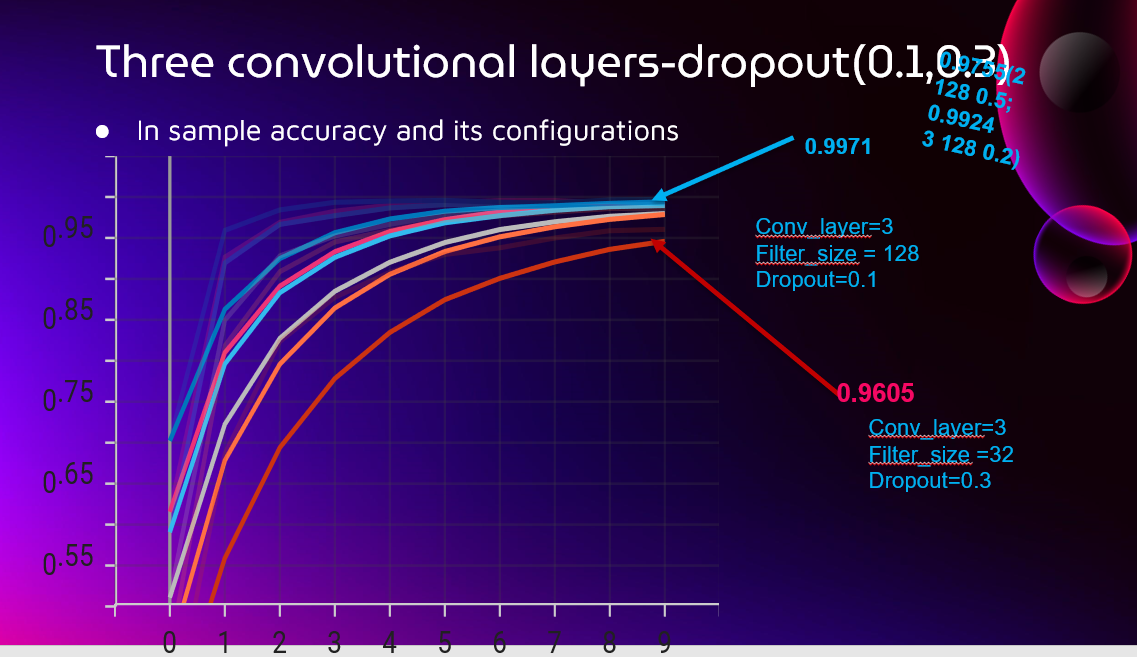 Three convolutional layers-dropout(0.1,0.3)
0.9755(2
128 0.5;
0.9924
3 128 0.2)
● In sample accuracy and its configurations
0.9971
Conv_layer=3
Filter_size = 128
Dropout=0.1
0.9605
Conv_layer=3
Filter_size =32
Dropout=0.3
0.95
0.85
0.75
0.65
0.55
0 1 2 3 4 5 6 7 8 9